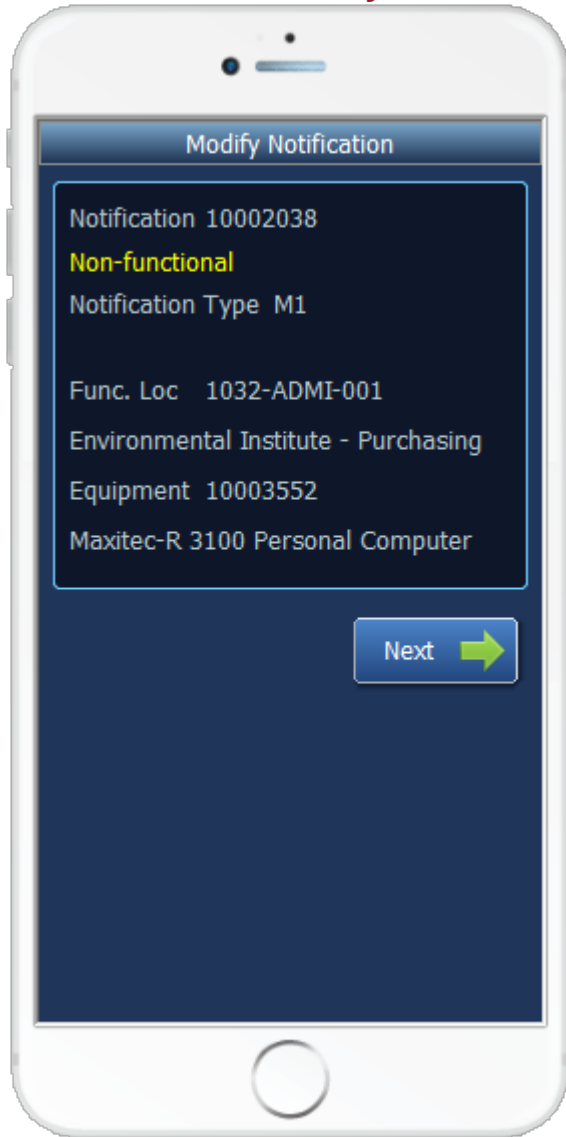 Modify Notification
Notification 10002038
Non-functional
Notification Type M1
Func. Loc 1032-ADMI-001
Environmental Institute - Purchasing
Equipment 10003552
Maxitec-R 3100 Personal Computer
Next